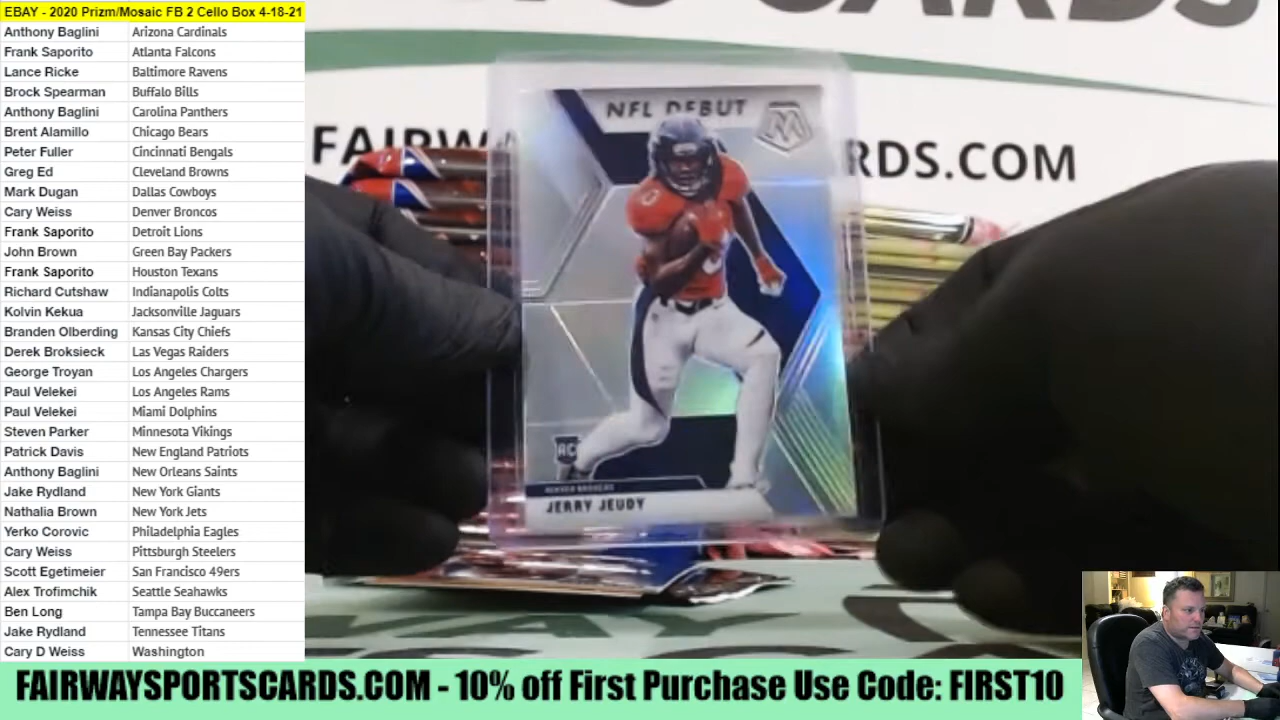 EBAY - 2020 Prizm/Mosaic FB 2 Cello Box 4-18-21
Anthony Baglini Arizona Cardinals
Frank Saporito Atlanta Falcons
Lance Ricke Baltimore Ravens
Brock Spearman Buffalo Bills
Anthony Baglini Carolina Panthers
Brent Alamillo Chicago Bears
Peter Fuller Cincinnati Bengals
Greg Ed Cleveland Browns
Mark Dugan Dallas Cowboys
Cary Weiss Denver Broncos
Frank Saporito Detroit Lions
John Brown Green Bay Packers
Frank Saporito Houston Texans
Richard Cutshaw Indianapolis Colts
Kolvin Kekua Jacksonville Jaguars
Branden Olberding Kansas City Chiefs
Derek Broksieck Las Vegas Raiders
George Troyan Los Angeles Chargers
Paul Velekei Los Angeles Rams
Paul Velekei Miami Dolphins
Steven Parker Minnesota Vikings
Patrick Davis New England Patriots
Anthony Baglini New Orleans Saints
Jake Rydland New York Giants
Nathalia Brown New York Jets
Yerko Corovic Philadelphia Eagles
Cary Weiss Pittsburgh Steelers
Scott Egetimeier San Francisco 49ers
Alex Trofimchik Seattle Seahawks
Ben Long Tampa Bay Buccaneers
Jake Rydland Tennessee Titans
Cary D Weiss Washington
CARDS
FAIRW RDS.COM
NFL DEBUT
M
RC
DENVER BRONCOS
JERRY JEUDY
FAIRWAYSPORTSCARDS.COM - 10% off First Purchase Use Code: FIRST10